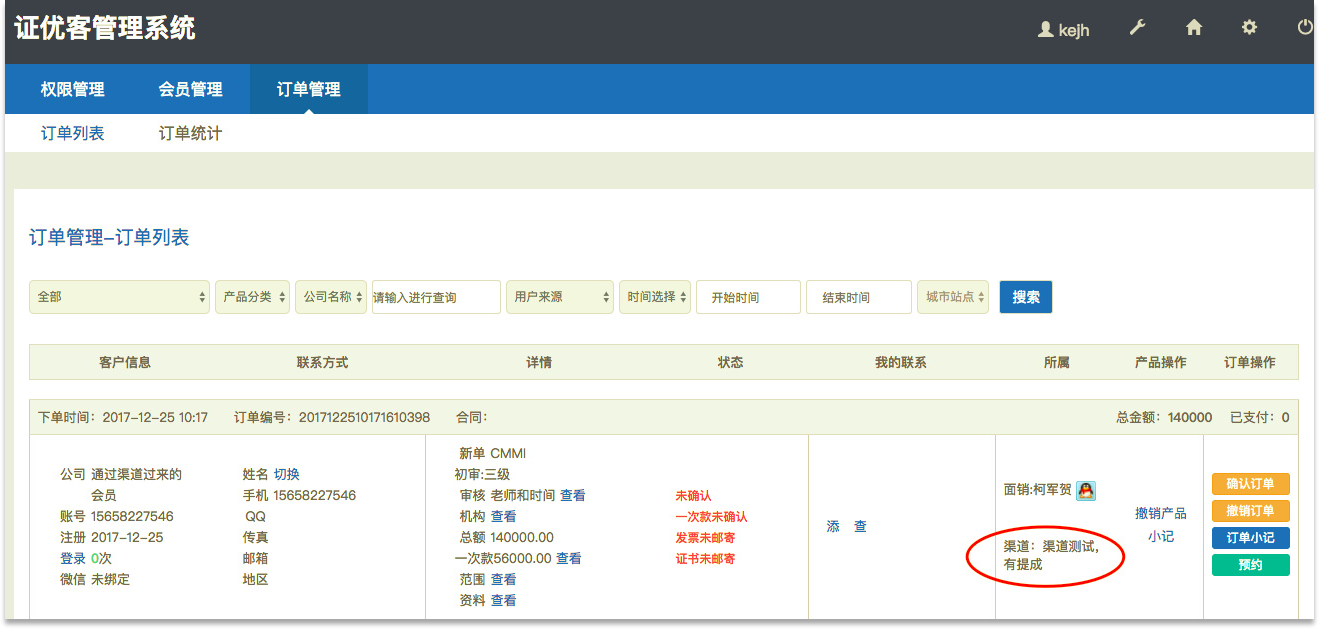 证优客管理系统
kejh
权限管理 会员管理 订单管理
订单列表 订单统计
订单管理–订单列表
全部 产品分类 公司名称 请输入进行查询 用户来源 时间选择 开始时间 结束时间 城市站点 搜索
客户信息 联系方式 详情 状态 我的联系 所属 产品操作 订单操作
下单时间：2017-12-25 10:17 订单编号：2017122510171610398 合同： 总金额：140000 已支付：0
公司 通过渠道过来的
会员
账号 15658227546
注册 2017-12-25
登录 0次
微信 未绑定
姓名 切换
手机 15658227546
QQ
传真
邮箱
地区
新单 CMMI
初审:三级
审核 老师和时间 查看
机构 查看
总额 140000.00
一次款56000.00 查看
范围 查看
资料 查看
未确认
一次款未确认
发票未邮寄
证书未邮寄
添 查
面销:柯军贺
渠道：渠道测试，
有提成
撤销产品
小记
确认订单
撤销订单
订单小记
预约